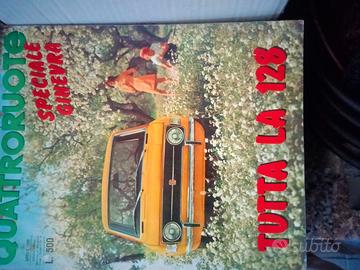 QUATTRORUOTE
SPECIALE
GINEVRA
TUTTA LA 128
L. 500
subito